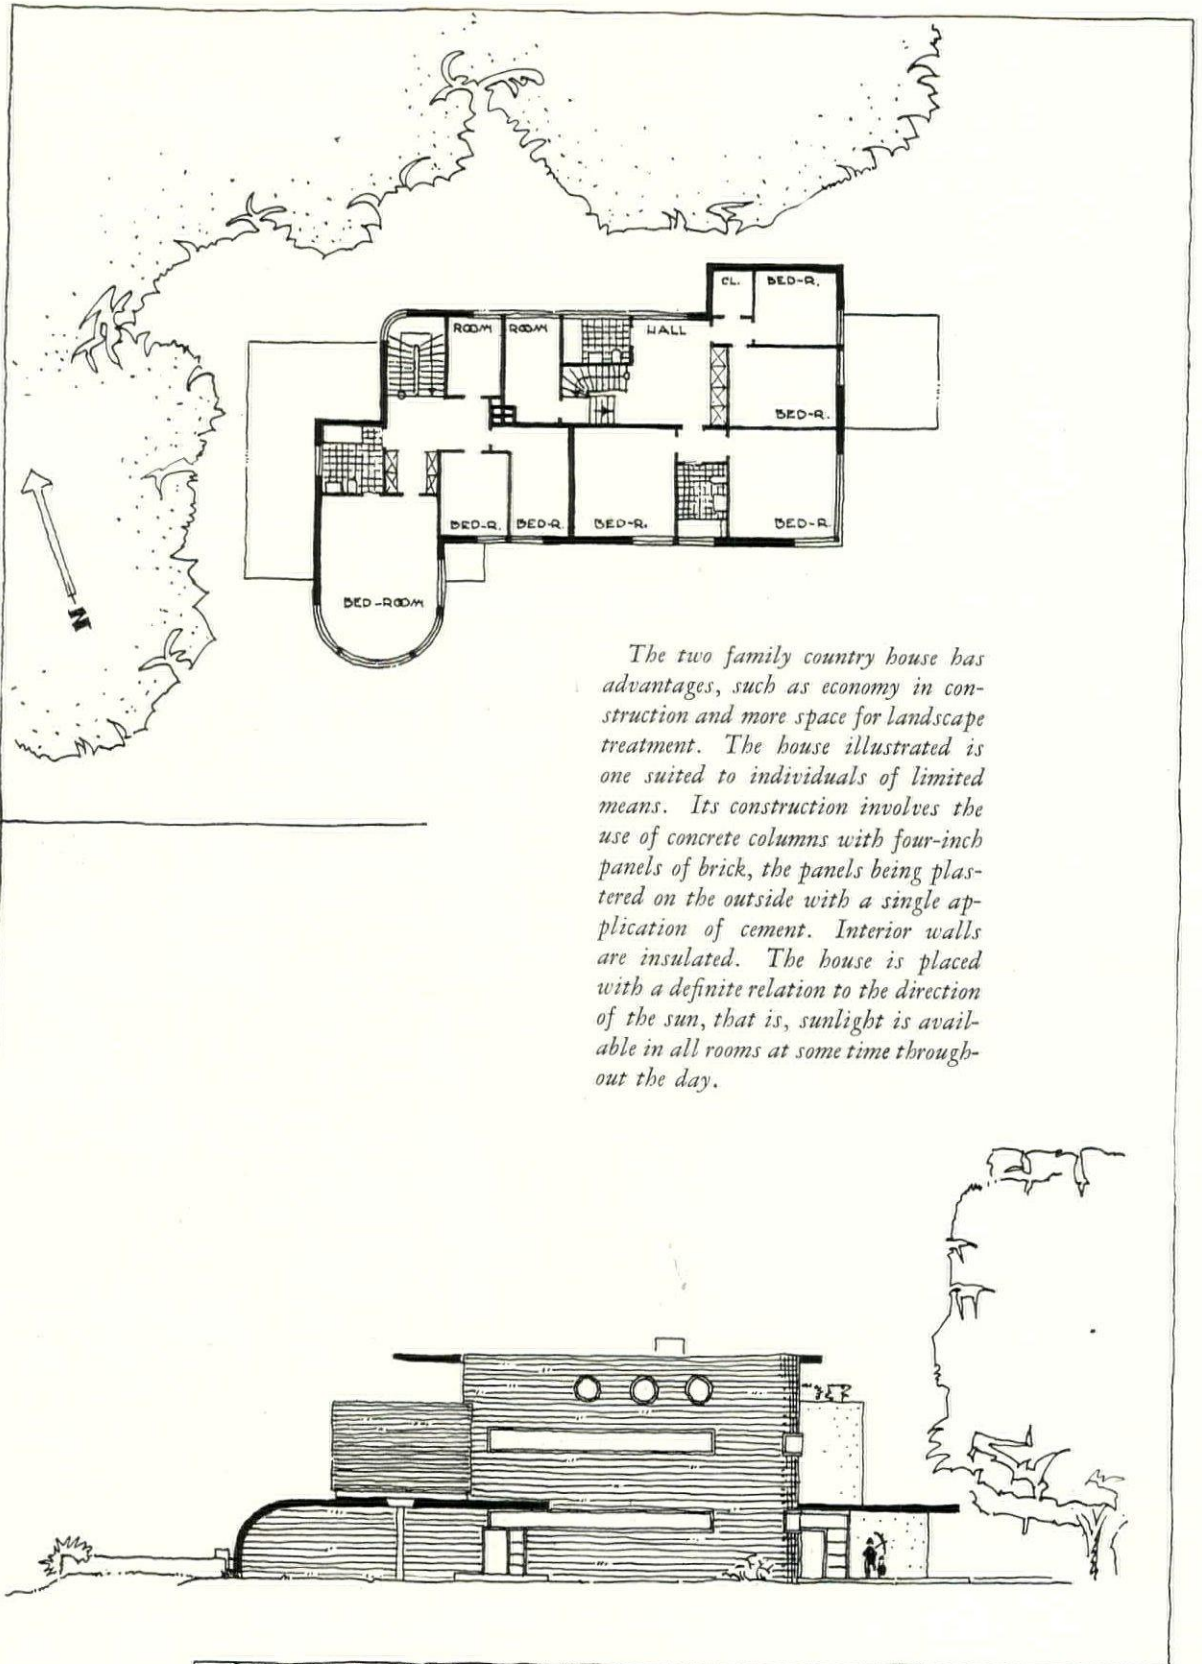 CL.
BED-R.
ROOM
ROOM
HALL
BED-R.
BED-R.
BED-R.
BED-R.
BED-R.
BED-ROOM
N
The two family country house has
advantages, such as economy in con-
struction and more space for landscape
treatment. The house illustrated is
one suited to individuals of limited
means. Its construction involves the
use of concrete columns with four-inch
panels of brick, the panels being plas-
tered on the outside with a single ap-
plication of cement. Interior walls
are insulated. The house is placed
with a definite relation to the direction
of the sun, that is, sunlight is avail-
able in all rooms at some time through-
out the day.